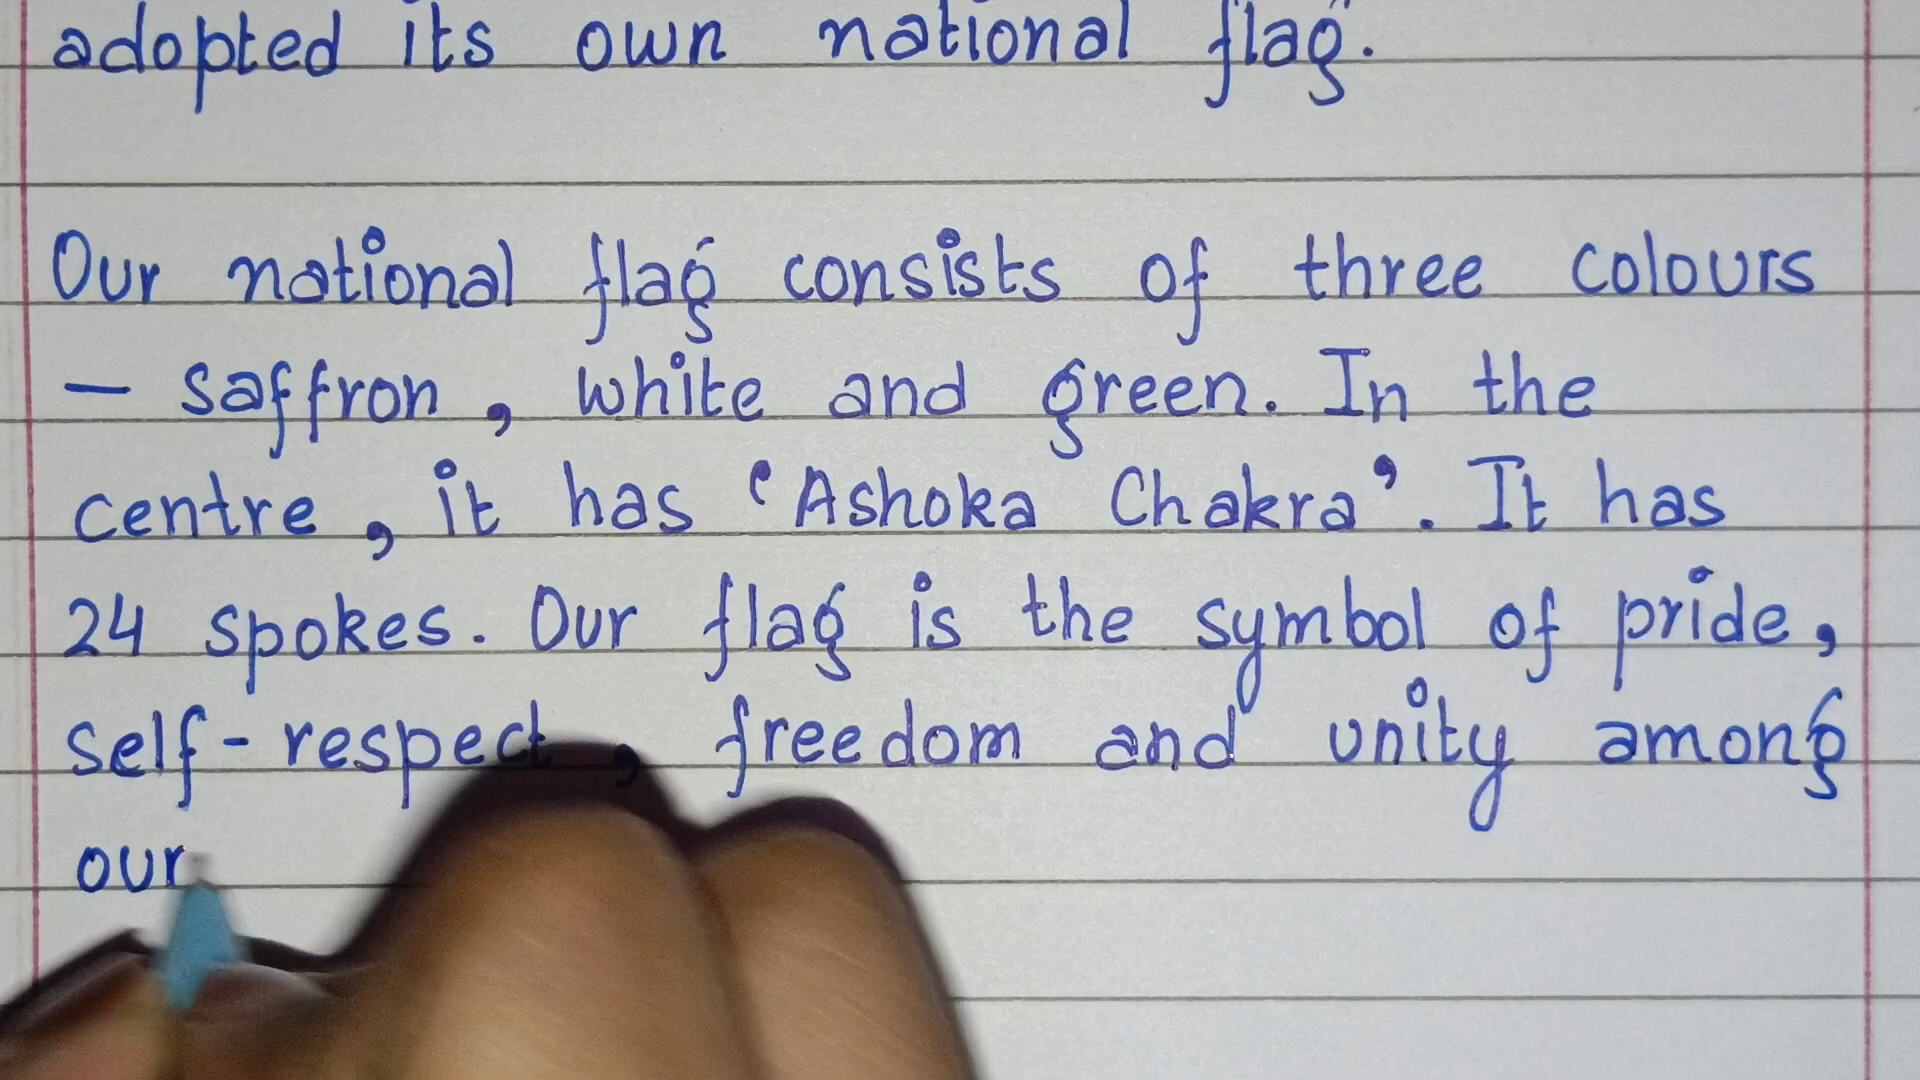 adopted its own national flag.
Our national flag consists of three colours
– saffron, white and green. In the
centre, it has ‘Ashoka Chakra’. It has
24 spokes. Our flag is the symbol of pride,
self-respect, freedom and unity among
our